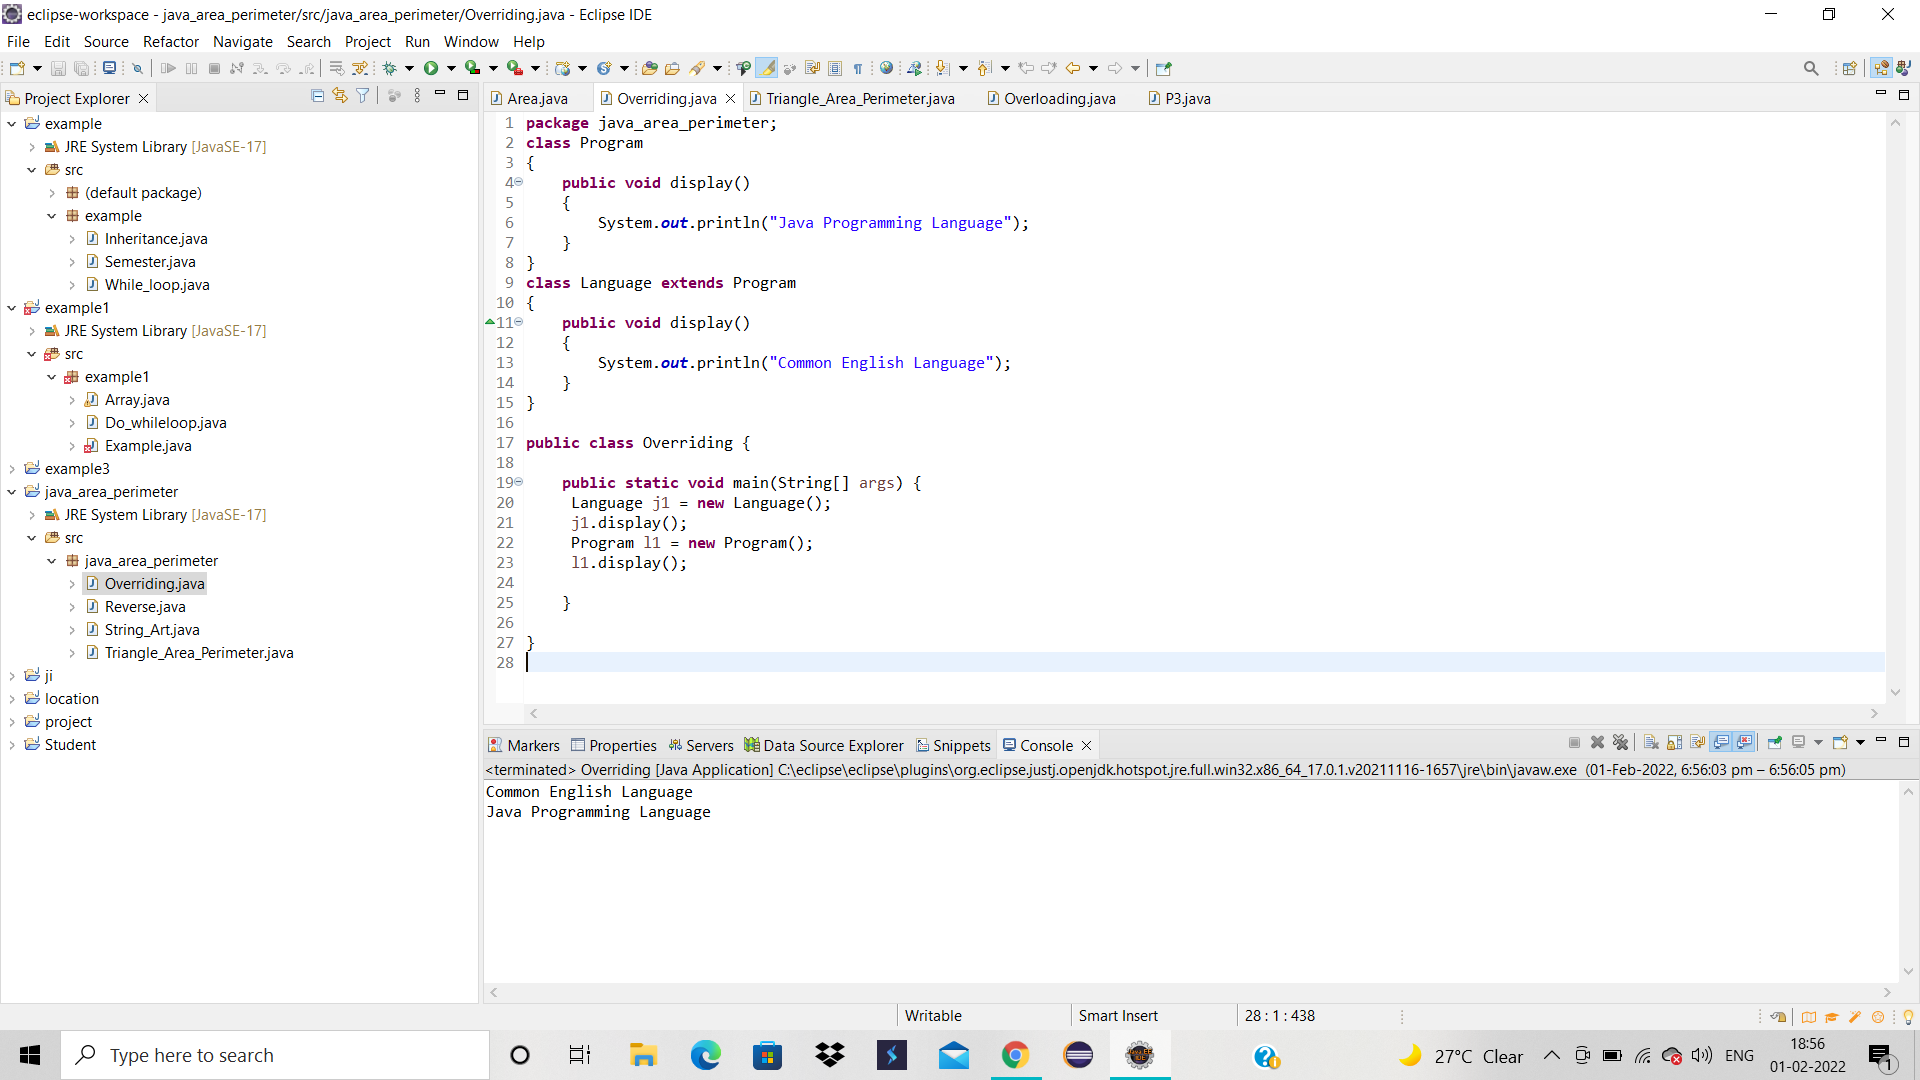 eclipse-workspace - java_area_perimeter/src/java_area_perimeter/Overriding.java - Eclipse IDE
File Edit Source Refactor Navigate Search Project Run Window Help
Project Explorer
example
JRE System Library [JavaSE-17]
src
(default package)
example
Inheritance.java
Semester.java
While_loop.java
example1
JRE System Library [JavaSE-17]
src
example1
Array.java
Do_whileloop.java
Example.java
example3
java_area_perimeter
JRE System Library [JavaSE-17]
src
java_area_perimeter
Overriding.java
Reverse.java
String_Art.java
Triangle_Area_Perimeter.java
ji
location
project
Student
Area.java Overriding.java Triangle_Area_Perimeter.java Overloading.java P3.java
1 package java_area_perimeter;
2 class Program
3 {
4 public void display()
5 {
6 System.out.println("Java Programming Language");
7 }
8 }
9 class Language extends Program
10 {
11 public void display()
12 {
13 System.out.println("Common English Language");
14 }
15 }
16
17 public class Overriding {
18
19 public static void main(String[] args) {
20 Language j1 = new Language();
21 j1.display();
22 Program l1 = new Program();
23 l1.display();
24
25 }
26
27 }
28
Markers Properties Servers Data Source Explorer Snippets Console
<terminated> Overriding [Java Application] C:\eclipse\eclipse\plugins\org.eclipse.justj.openjdk.hotspot.jre.full.win32.x86_64_17.0.1.v20211116-1657\jre\bin\javaw.exe (01-Feb-2022, 6:56:03 pm – 6:56:05 pm)
Common English Language
Java Programming Language
Writable Smart Insert 28 : 1 : 438
Type here to search
27°C Clear ENG
18:56
01-02-2022
1